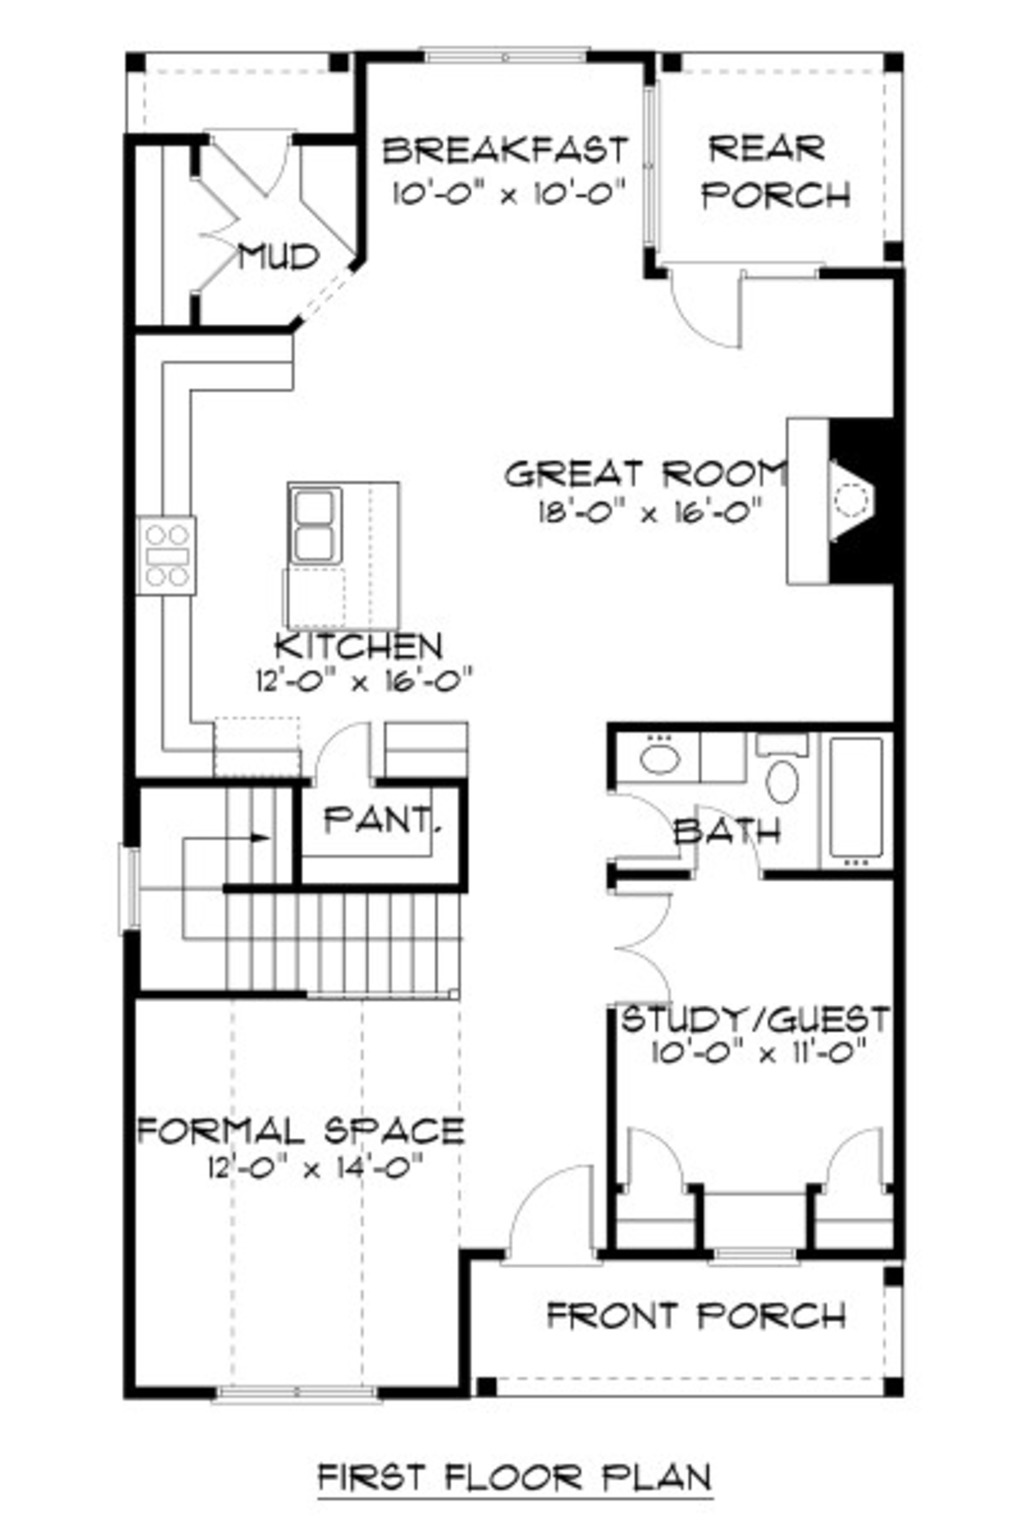 BREAKFAST
10'-0" x 10'-0"
REAR
PORCH
MUD
GREAT ROOM
18'-0" x 16'-0"
KITCHEN
12'-0" x 16'-0"
PANT.
BATH
STUDY/GUEST
10'-0" x 11'-0"
FORMAL SPACE
12'-0" x 14'-0"
FRONT PORCH
FIRST FLOOR PLAN